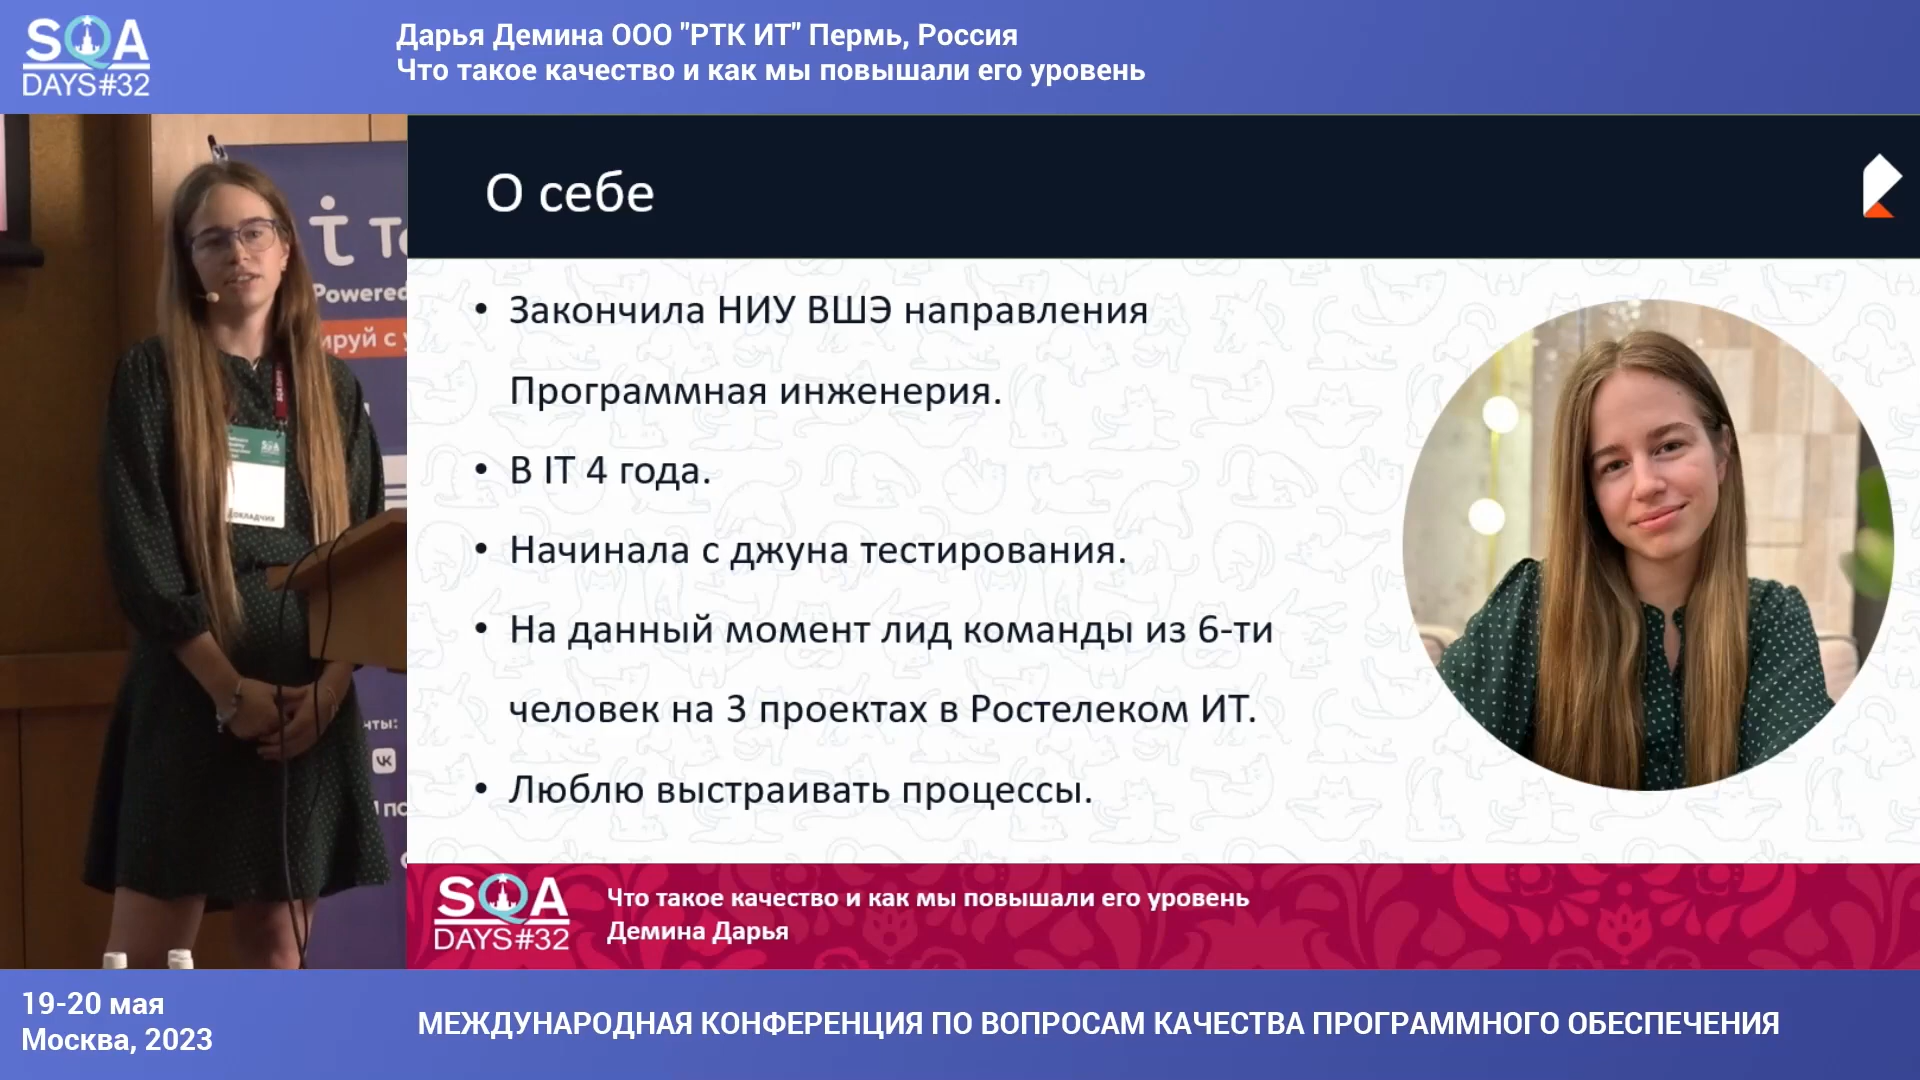 SQA
DAYS#32
Дарья Демина ООО "РТК ИТ" Пермь, Россия
Что такое качество и как мы повышали его уровень
Powered
ДОКЛАДЧИК
О себе
• Закончила НИУ ВШЭ направления
Программная инженерия.
• В IT 4 года.
• Начинала с джуна тестирования.
• На данный момент лид команды из 6-ти
человек на 3 проектах в Ростелеком ИТ.
• Люблю выстраивать процессы.
SQA
DAYS#32
Что такое качество и как мы повышали его уровень
Демина Дарья
19-20 мая
Москва, 2023
МЕЖДУНАРОДНАЯ КОНФЕРЕНЦИЯ ПО ВОПРОСАМ КАЧЕСТВА ПРОГРАММНОГО ОБЕСПЕЧЕНИЯ